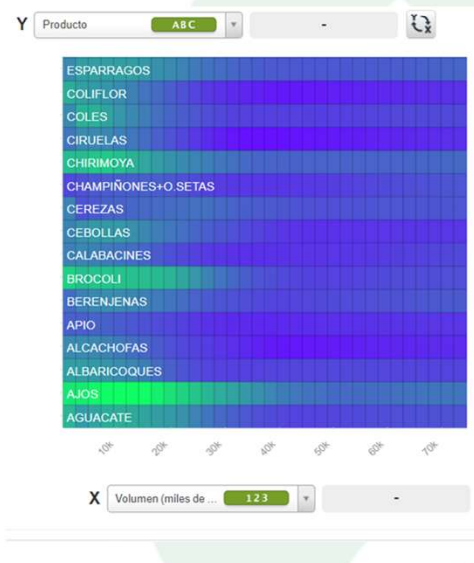 Y Producto ABC -
ESPARRAGOS
COLIFLOR
COLES
CIRUELAS
CHIRIMOYA
CHAMPIÑONES+O.SETAS
CEREZAS
CEBOLLAS
CALABACINES
BROCOLI
BERENJENAS
APIO
ALCACHOFAS
ALBARICOQUES
AJOS
AGUACATE
10k 20k 30k 40k 50k 60k 70k
X Volumen (miles de ... 123 -